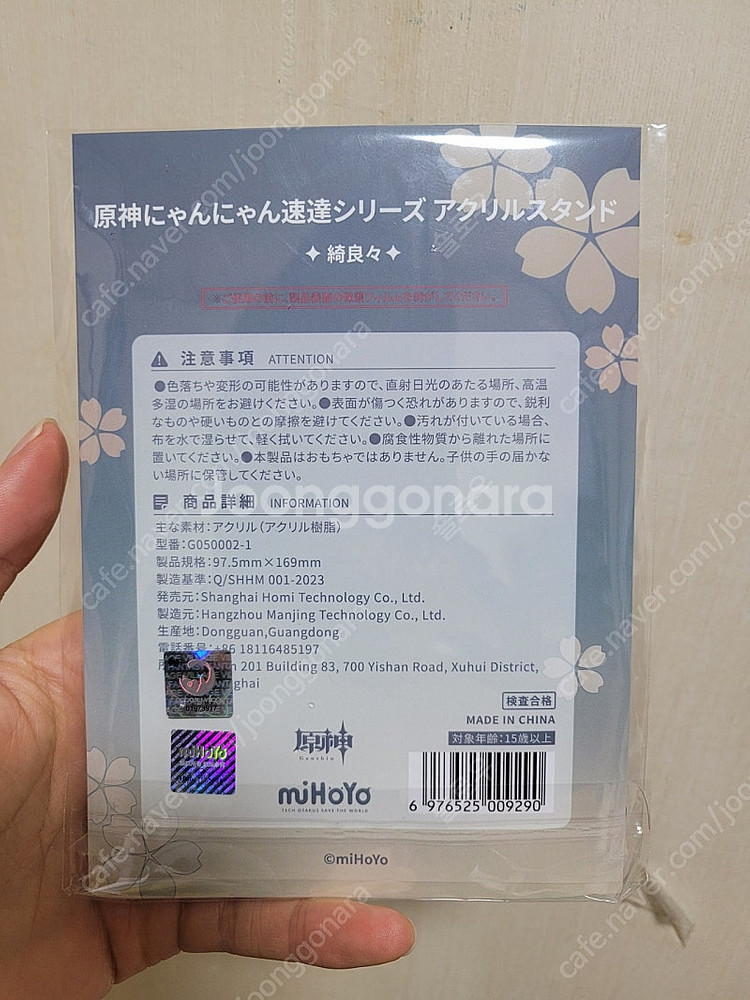 原神にゃんにゃん速達シリーズ アクリルスタンド
✦綺良々✦
⚠ 注意事項 ATTENTION
●色落ちや変形の可能性がありますので、直射日光のあたる場所、高温
多湿の場所をお避けください。●表面が傷つく恐れがありますので、鋭利
なものや硬いものとの摩擦を避けてください。●汚れが付いている場合、
布を水で湿らせて、軽く拭いてください。●腐食性物質から離れた場所に
置いてください。●本製品はおもちゃではありません。子供の手の届かな
い場所に保管してください。
商品詳細 INFORMATION
joonggonara
主な素材:アクリル(アクリル樹脂)
型番:G050002-1
製品規格:97.5mm×169mm
製造基準:Q/SHHM 001-2023
発売元:Shanghai Homi Technology Co., Ltd.
製造元:Hangzhou Manjing Technology Co., Ltd.
生産地:Dongguan,Guangdong
電話番号:+86 18116485197
201 Building 83, 700 Yishan Road, Xuhui District,
検査合格
MADE IN CHINA
対象年齢:15歳以上
miHoYo
原神
Genshin
miHoYo
TECH OTAKUS SAVE THE WORLD
6 976525 009290
©miHoYo
cafe.naver.com/joonggonara